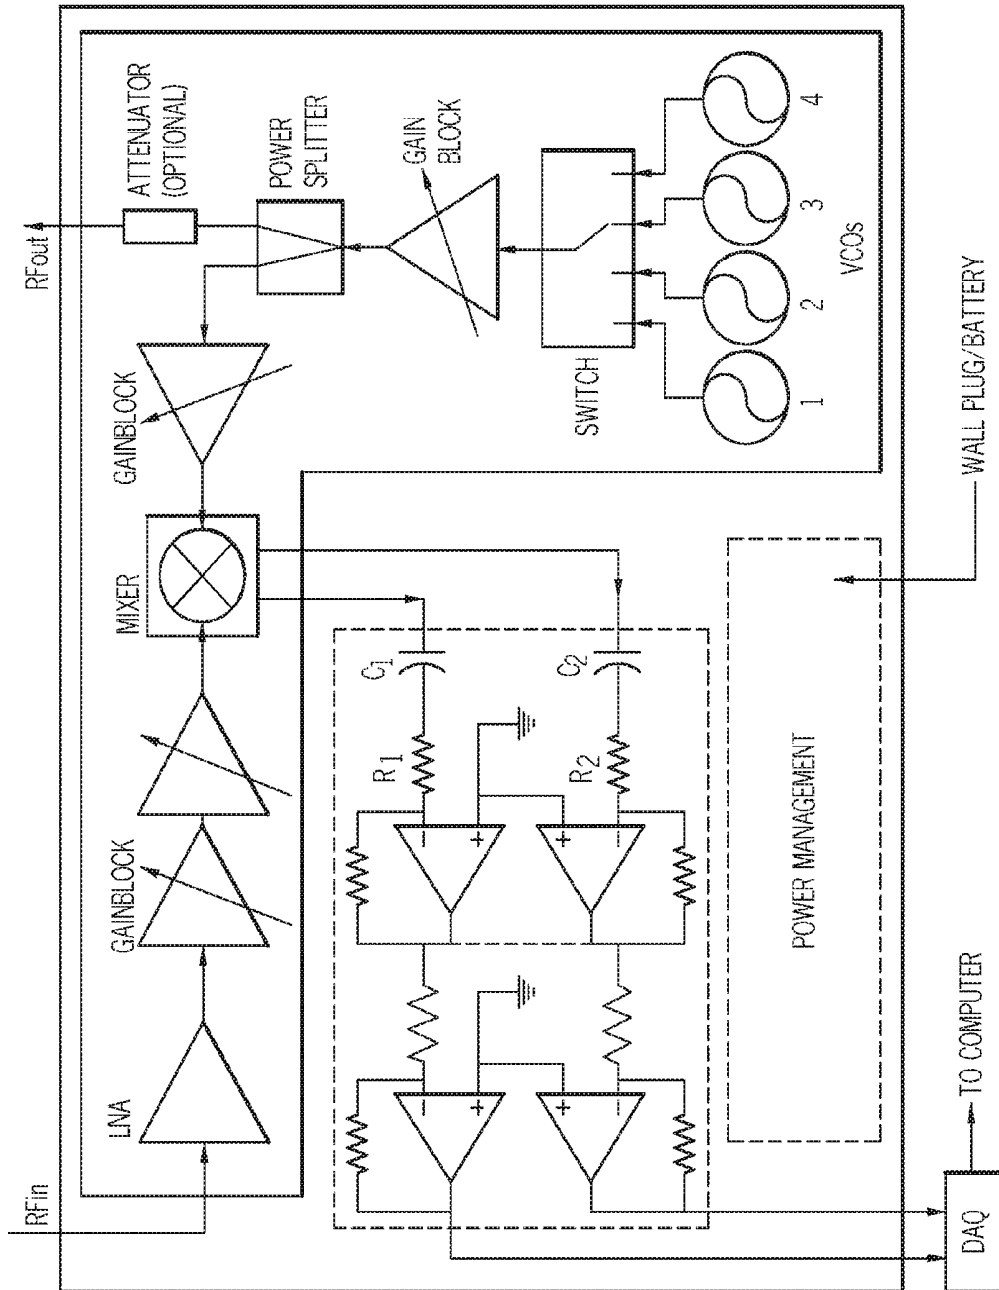 RFin
LNA
GAINBLOCK
MIXER
GAINBLOCK
RFout
ATTENUATOR
(OPTIONAL)
POWER
SPLITTER
GAIN
BLOCK
SWITCH
1
2
3
4
VCOs
C1
R1
C2
R2
-
+
+
-
-
+
+
-
POWER MANAGEMENT
WALL PLUG/BATTERY
DAQ
TO COMPUTER